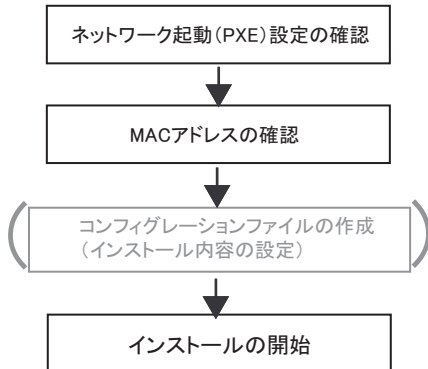 ネットワーク起動(PXE)設定の確認
MACアドレスの確認
コンフィグレーションファイルの作成
(インストール内容の設定)
インストールの開始